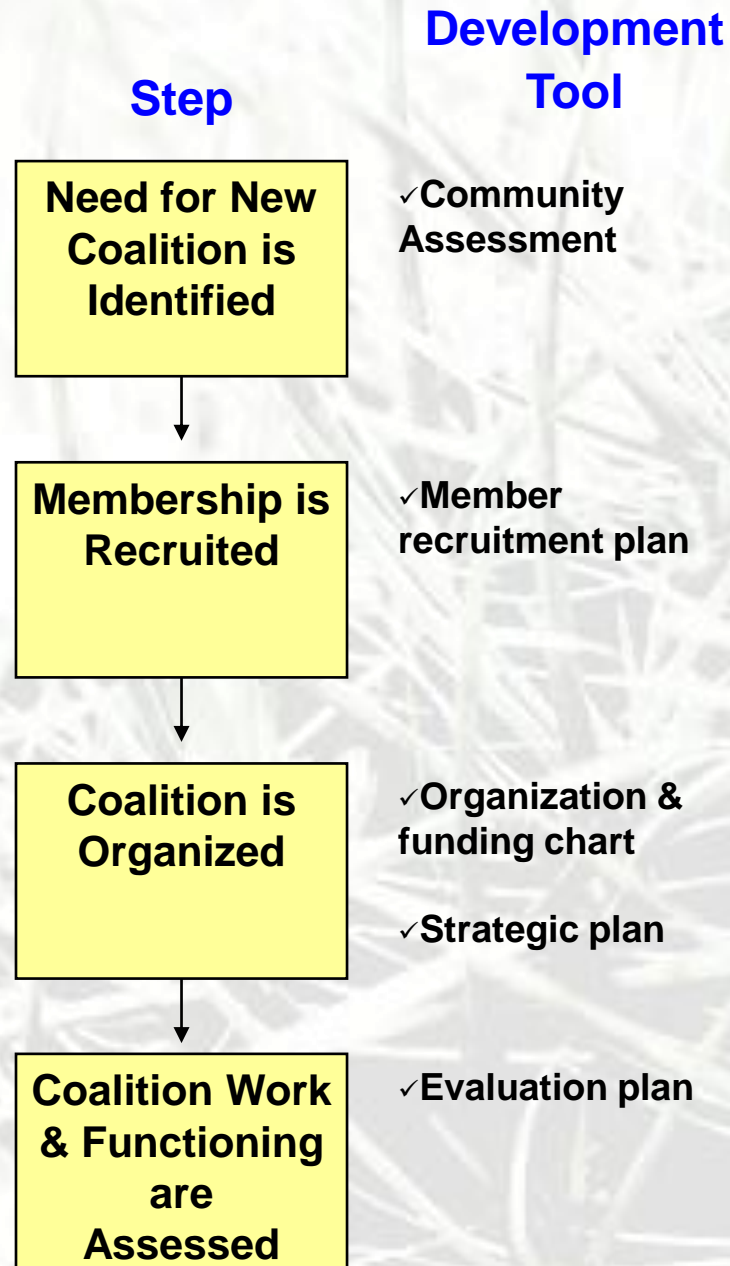 Step
Development
Tool
Need for New
Coalition is
Identified
✓Community
Assessment
Membership is
Recruited
✓Member
recruitment plan
Coalition is
Organized
✓Organization &
funding chart
✓Strategic plan
Coalition Work
& Functioning
are
Assessed
✓Evaluation plan